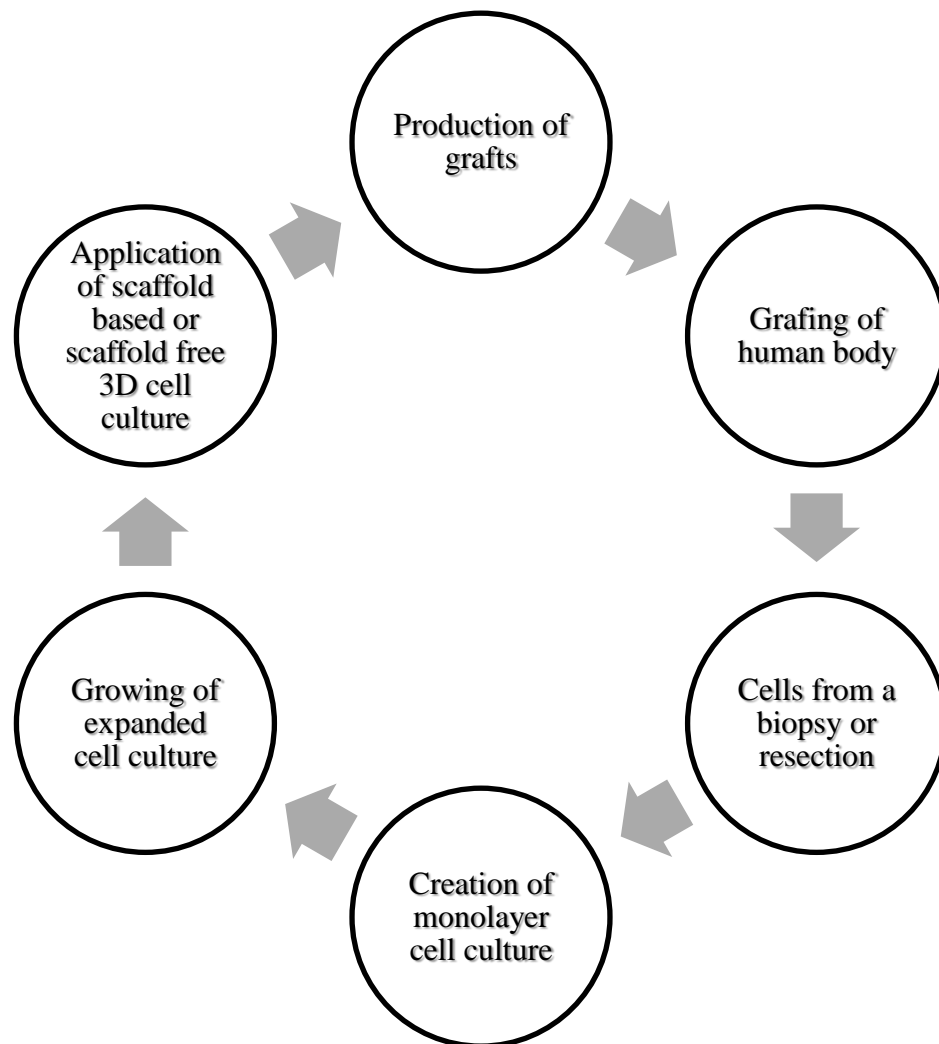 Production of
grafts
Grafing of
human body
Cells from a
biopsy or
resection
Creation of
monolayer
cell culture
Growing of
expanded
cell culture
Application
of scaffold
based or
scaffold free
3D cell
culture